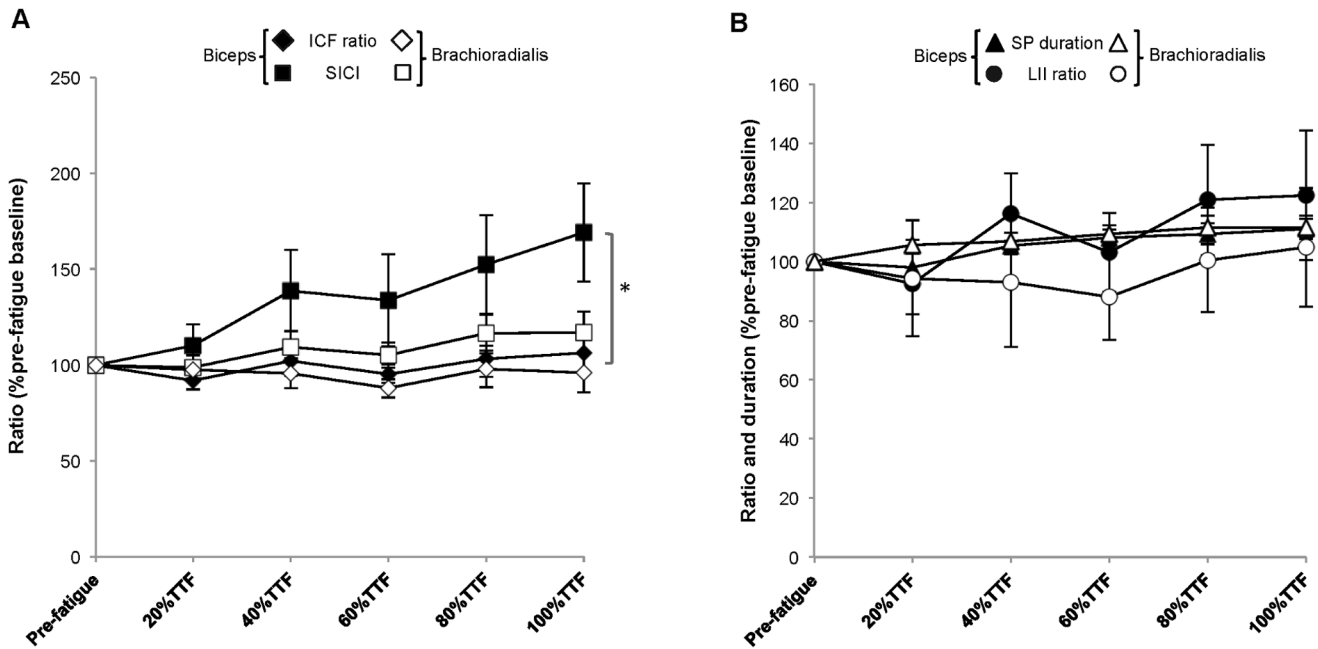 A
Biceps
ICF ratio
SICI
Brachioradialis
Ratio (%pre-fatigue baseline)
250
200
150
100
50
0
*
Pre-fatigue
20%TTF
40%TTF
60%TTF
80%TTF
100%TTF
B
Biceps
SP duration
LII ratio
Brachioradialis
Ratio and duration (%pre-fatigue baseline)
160
140
120
100
80
60
40
20
0
Pre-fatigue
20%TTF
40%TTF
60%TTF
80%TTF
100%TTF